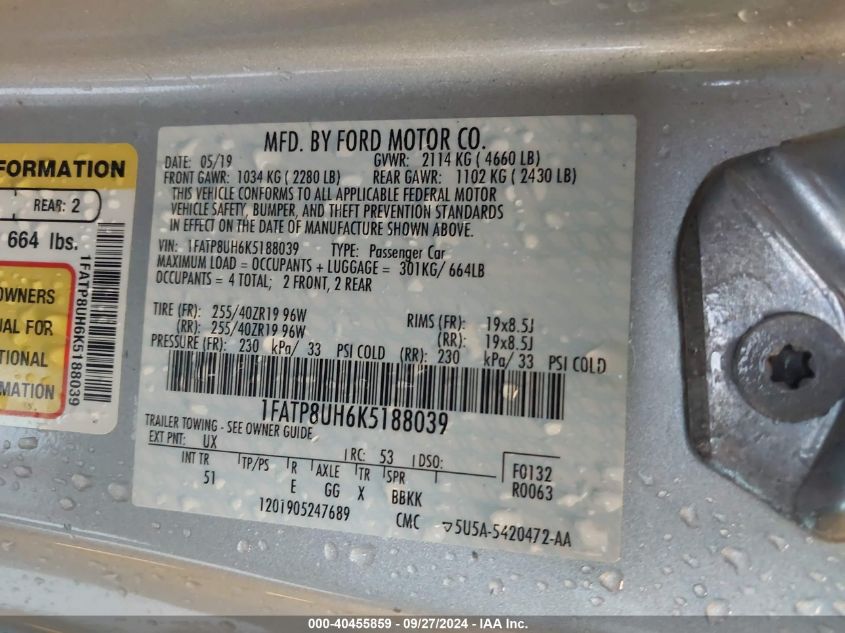 FORMATION
REAR: 2
664 lbs.
1FATP8UH6K5188039
OWNERS
UAL FOR
TIONAL
RMATION
MFD. BY FORD MOTOR CO.
DATE: 05/19 GVWR: 2114 KG ( 4660 LB)
FRONT GAWR: 1034 KG ( 2280 LB) REAR GAWR: 1102 KG ( 2430 LB)
THIS VEHICLE CONFORMS TO ALL APPLICABLE FEDERAL MOTOR
VEHICLE SAFETY, BUMPER, AND THEFT PREVENTION STANDARDS
IN EFFECT ON THE DATE OF MANUFACTURE SHOWN ABOVE.
VIN: 1FATP8UH6K5188039 TYPE: Passenger Car
MAXIMUM LOAD = OCCUPANTS + LUGGAGE = 301KG/ 664LB
OCCUPANTS = 4 TOTAL; 2 FRONT, 2 REAR
TIRE (FR): 255/40ZR19 96W RIMS (FR): 19x8.5J
(RR): 255/40ZR19 96W (RR): 19x8.5J
PRESSURE (FR): 230 kPa/ 33 PSI COLD (RR): 230 kPa/ 33 PSI COLD
1FATP8UH6K5188039
TRAILER TOWING - SEE OWNER GUIDE
EXT PNT: UX RC: 53 DSO:
INT TR TP/PS R AXLE TR SPR F0132
51 E GG X BBKK R0063
1201905247689 CMC 5U5A-5420472-AA
000-40455859 - 09/27/2024 - IAA Inc.